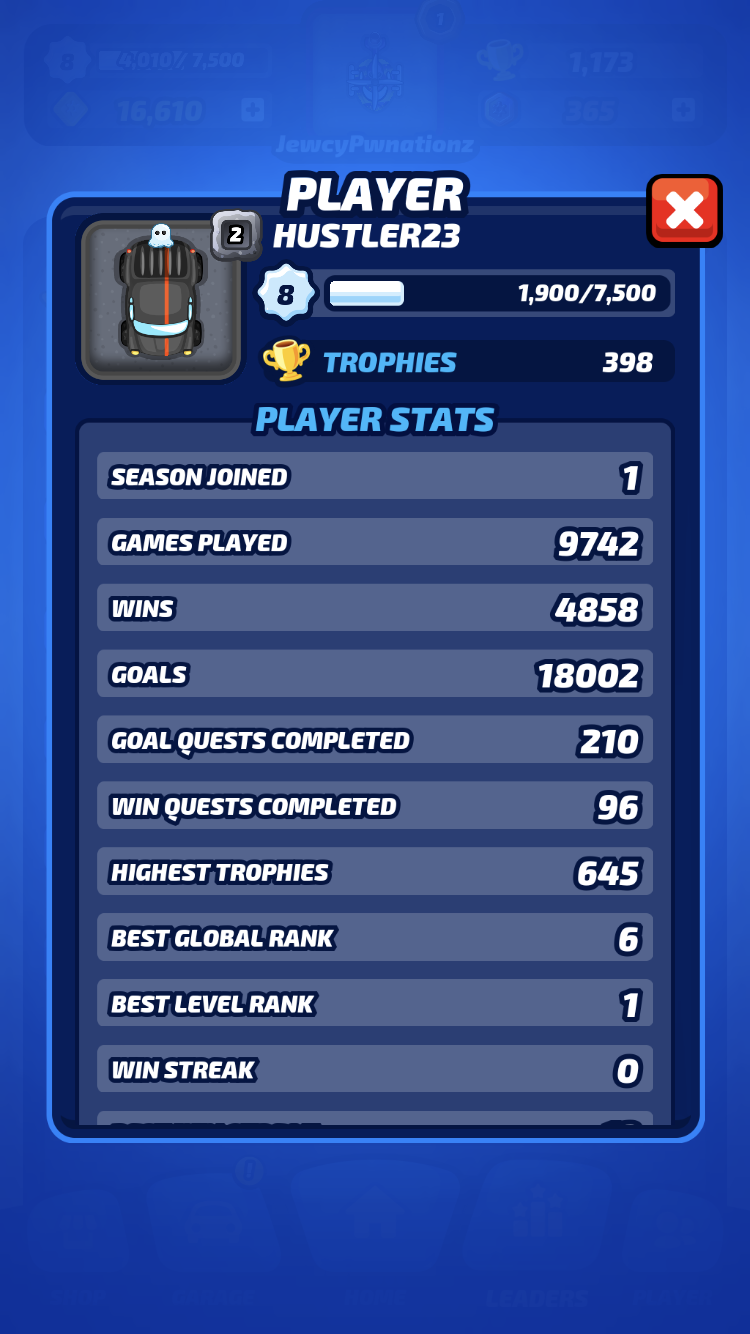 1
8
4,010/7,500
1,173
16,610
365
JewcyPwnationz
PLAYER
2
HUSTLER23
8
1,900/7,500
TROPHIES
398
PLAYER STATS
SEASON JOINED
1
GAMES PLAYED
9742
WINS
4858
GOALS
18002
GOAL QUESTS COMPLETED
210
WIN QUESTS COMPLETED
96
HIGHEST TROPHIES
645
BEST GLOBAL RANK
6
BEST LEVEL RANK
1
WIN STREAK
0
0
LEADERS